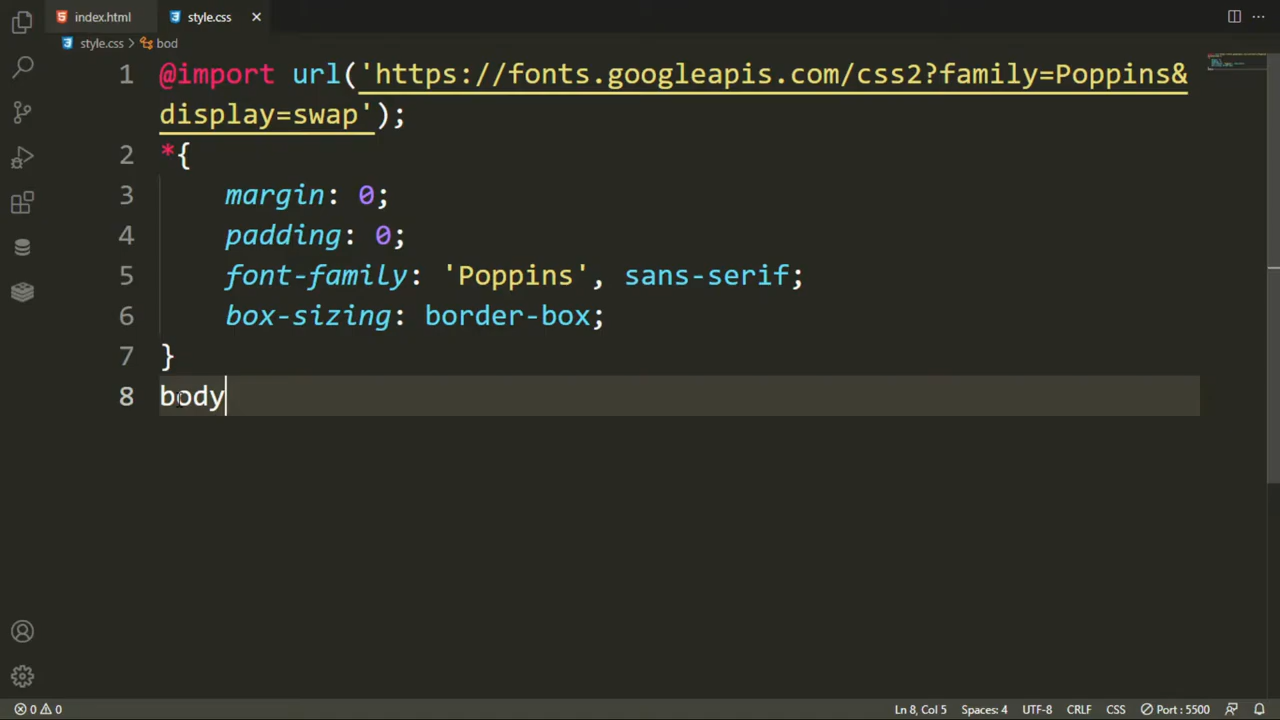 index.html style.css
style.css > bod
1 @import url('https://fonts.googleapis.com/css2?family=Poppins&
display=swap');
2 *{
3 margin: 0;
4 padding: 0;
5 font-family: 'Poppins', sans-serif;
6 box-sizing: border-box;
7 }
8 body
0 0 Ln 8, Col 5 Spaces: 4 UTF-8 CRLF CSS Port : 5500